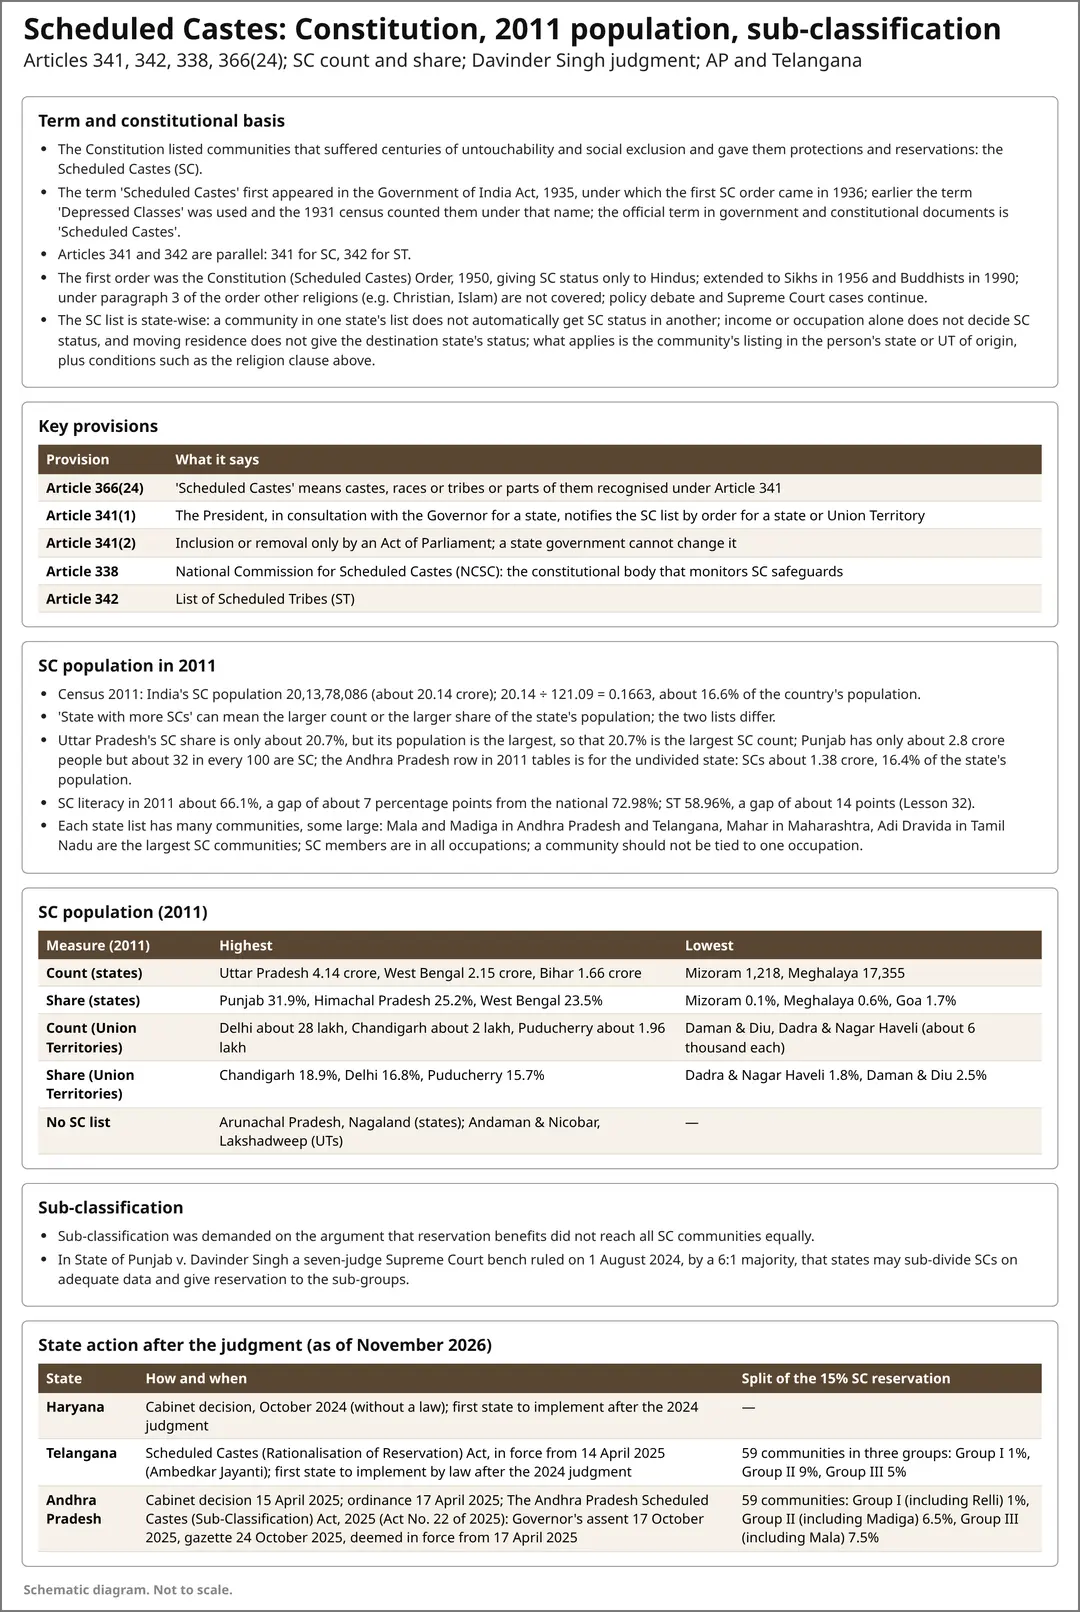 Scheduled Castes: Constitution, 2011 population, sub-classification
Articles 341, 342, 338, 366(24); SC count and share; Davinder Singh judgment; AP and Telangana
Term and constitutional basis
• The Constitution listed communities that suffered centuries of untouchability and social exclusion and gave them protections and reservations: the
Scheduled Castes (SC).
• The term 'Scheduled Castes' first appeared in the Government of India Act, 1935, under which the first SC order came in 1936; earlier the term
'Depressed Classes' was used and the 1931 census counted them under that name; the official term in government and constitutional documents is
'Scheduled Castes'.
• Articles 341 and 342 are parallel: 341 for SC, 342 for ST.
• The first order was the Constitution (Scheduled Castes) Order, 1950, giving SC status only to Hindus; extended to Sikhs in 1956 and Buddhists in 1990;
under paragraph 3 of the order other religions (e.g. Christian, Islam) are not covered; policy debate and Supreme Court cases continue.
• The SC list is state-wise: a community in one state's list does not automatically get SC status in another; income or occupation alone does not decide SC
status, and moving residence does not give the destination state's status; what applies is the community's listing in the person's state or UT of origin,
plus conditions such as the religion clause above.
Key provisions
Provision What it says
Article 366(24) 'Scheduled Castes' means castes, races or tribes or parts of them recognised under Article 341
Article 341(1) The President, in consultation with the Governor for a state, notifies the SC list by order for a state or Union Territory
Article 341(2) Inclusion or removal only by an Act of Parliament; a state government cannot change it
Article 338 National Commission for Scheduled Castes (NCSC): the constitutional body that monitors SC safeguards
Article 342 List of Scheduled Tribes (ST)
SC population in 2011
• Census 2011: India's SC population 20,13,78,086 (about 20.14 crore); 20.14 ÷ 121.09 = 0.1663, about 16.6% of the country's population.
• 'State with more SCs' can mean the larger count or the larger share of the state's population; the two lists differ.
• Uttar Pradesh's SC share is only about 20.7%, but its population is the largest, so that 20.7% is the largest SC count; Punjab has only about 2.8 crore
people but about 32 in every 100 are SC; the Andhra Pradesh row in 2011 tables is for the undivided state: SCs about 1.38 crore, 16.4% of the state's
population.
• SC literacy in 2011 about 66.1%, a gap of about 7 percentage points from the national 72.98%; ST 58.96%, a gap of about 14 points (Lesson 32).
• Each state list has many communities, some large: Mala and Madiga in Andhra Pradesh and Telangana, Mahar in Maharashtra, Adi Dravida in Tamil
Nadu are the largest SC communities; SC members are in all occupations; a community should not be tied to one occupation.
SC population (2011)
Measure (2011) Highest Lowest
Count (states) Uttar Pradesh 4.14 crore, West Bengal 2.15 crore, Bihar 1.66 crore Mizoram 1,218, Meghalaya 17,355
Share (states) Punjab 31.9%, Himachal Pradesh 25.2%, West Bengal 23.5% Mizoram 0.1%, Meghalaya 0.6%, Goa 1.7%
Count (Union Delhi about 28 lakh, Chandigarh about 2 lakh, Puducherry about 1.96 Daman & Diu, Dadra & Nagar Haveli (about 6
Territories) lakh thousand each)
Share (Union Chandigarh 18.9%, Delhi 16.8%, Puducherry 15.7% Dadra & Nagar Haveli 1.8%, Daman & Diu 2.5%
Territories)
No SC list Arunachal Pradesh, Nagaland (states); Andaman & Nicobar, —
Lakshadweep (UTs)
Sub-classification
• Sub-classification was demanded on the argument that reservation benefits did not reach all SC communities equally.
• In State of Punjab v. Davinder Singh a seven-judge Supreme Court bench ruled on 1 August 2024, by a 6:1 majority, that states may sub-divide SCs on
adequate data and give reservation to the sub-groups.
State action after the judgment (as of November 2026)
State How and when Split of the 15% SC reservation
Haryana Cabinet decision, October 2024 (without a law); first state to implement after the 2024 —
judgment
Telangana Scheduled Castes (Rationalisation of Reservation) Act, in force from 14 April 2025 59 communities in three groups: Group I 1%,
(Ambedkar Jayanti); first state to implement by law after the 2024 judgment Group II 9%, Group III 5%
Andhra Cabinet decision 15 April 2025; ordinance 17 April 2025; The Andhra Pradesh Scheduled 59 communities: Group I (including Relli) 1%,
Pradesh Castes (Sub-Classification) Act, 2025 (Act No. 22 of 2025): Governor's assent 17 October Group II (including Madiga) 6.5%, Group III
2025, gazette 24 October 2025, deemed in force from 17 April 2025 (including Mala) 7.5%
Schematic diagram. Not to scale.